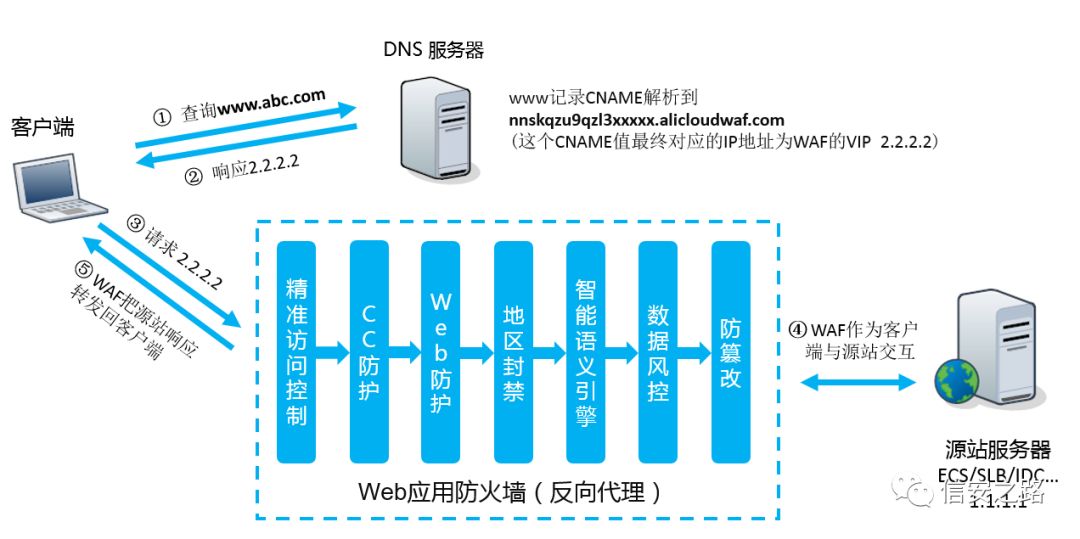 DNS 服务器
客户端
① 查询www.abc.com
② 响应2.2.2.2
www记录CNAME解析到
nnskqzu9qzl3xxxxx.alicloudwaf.com
(这个CNAME值最终对应的IP地址为WAF的VIP 2.2.2.2)
③ 请求 2.2.2.2
⑤ WAF把源站响应
转发回客户端
精准访问控制
CC防护
Web防护
地区封禁
智能语义引擎
数据风控
防篡改
Web应用防火墙（反向代理）
④ WAF作为客户
端与源站交互
源站服务器
ECS/SLB/IDC...
1.1.1.1
信安之路